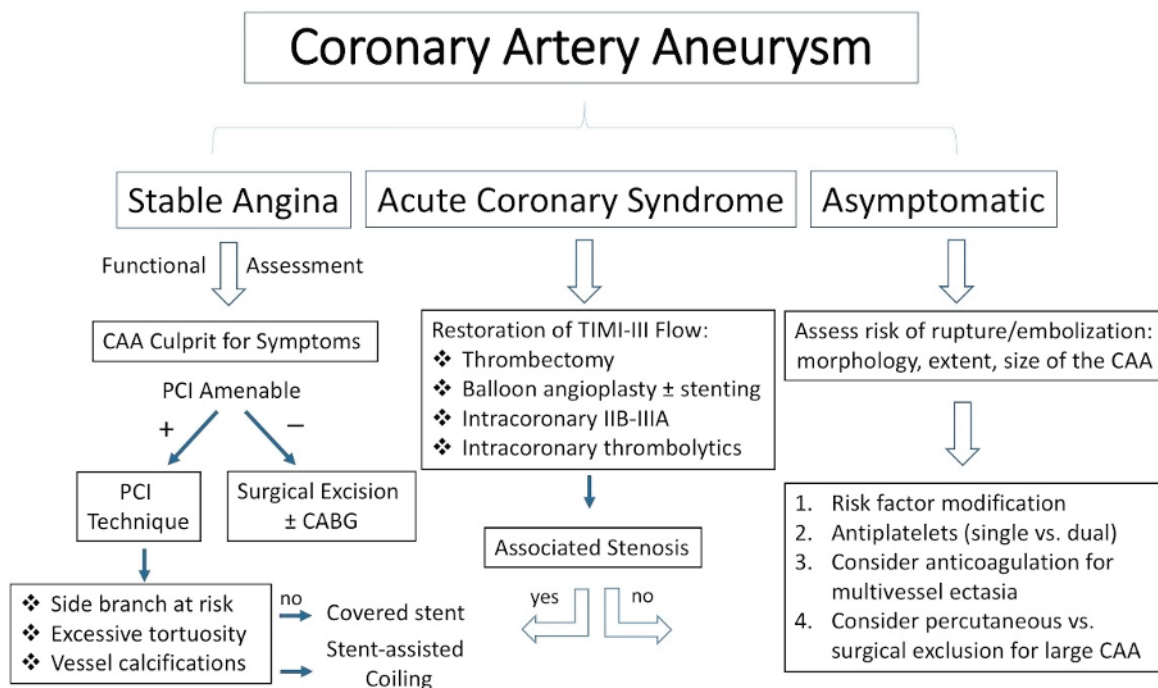 Coronary Artery Aneurysm
Stable Angina
Acute Coronary Syndrome
Asymptomatic
Functional Assessment
CAA Culprit for Symptoms
PCI Amenable
+
−
PCI
Technique
Surgical Excision
± CABG
❖ Side branch at risk
❖ Excessive tortuosity
❖ Vessel calcifications
no
Covered stent
Stent-assisted
Coiling
Restoration of TIMI-III Flow:
❖ Thrombectomy
❖ Balloon angioplasty ± stenting
❖ Intracoronary IIB-IIIA
❖ Intracoronary thrombolytics
Associated Stenosis
yes
no
Assess risk of rupture/embolization:
morphology, extent, size of the CAA
1. Risk factor modification
2. Antiplatelets (single vs. dual)
3. Consider anticoagulation for
multivessel ectasia
4. Consider percutaneous vs.
surgical exclusion for large CAA